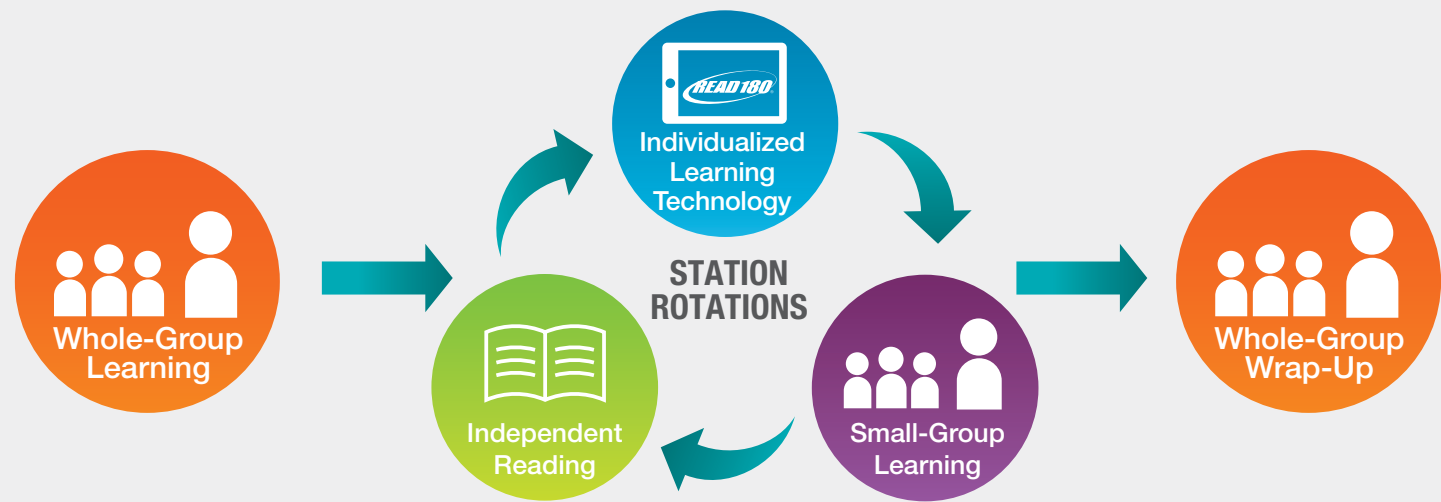 Whole-Group
Learning
READ 180
Individualized
Learning
Technology
STATION
ROTATIONS
Independent
Reading
Small-Group
Learning
Whole-Group
Wrap-Up